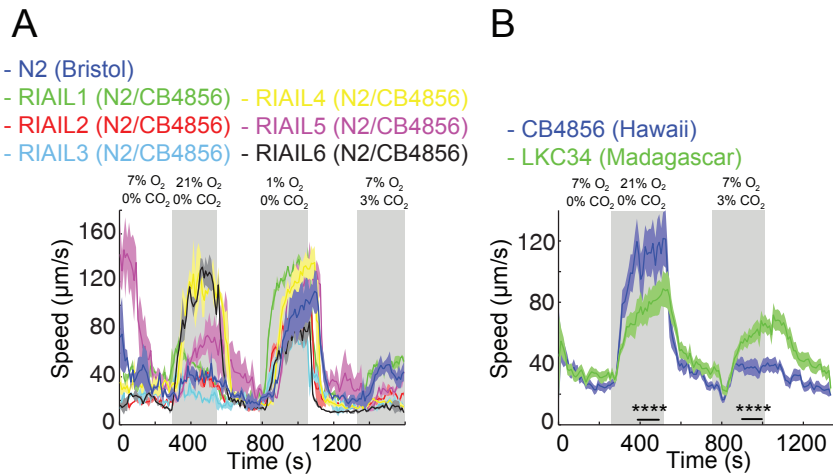 A
- N2 (Bristol)
- RIAIL1 (N2/CB4856) - RIAIL4 (N2/CB4856)
- RIAIL2 (N2/CB4856) - RIAIL5 (N2/CB4856)
- RIAIL3 (N2/CB4856) - RIAIL6 (N2/CB4856)
7% O₂ 21% O₂ 1% O₂ 7% O₂
0% CO₂ 0% CO₂ 0% CO₂ 3% CO₂
160
120
80
40
0
Speed (µm/s)
0 400 800 1200
Time (s)
B
- CB4856 (Hawaii)
- LKC34 (Madagascar)
7% O₂ 21% O₂ 7% O₂
0% CO₂ 0% CO₂ 3% CO₂
120
80
40
0
Speed (µm/s)
**** ****
0 400 800 1200
Time (s)